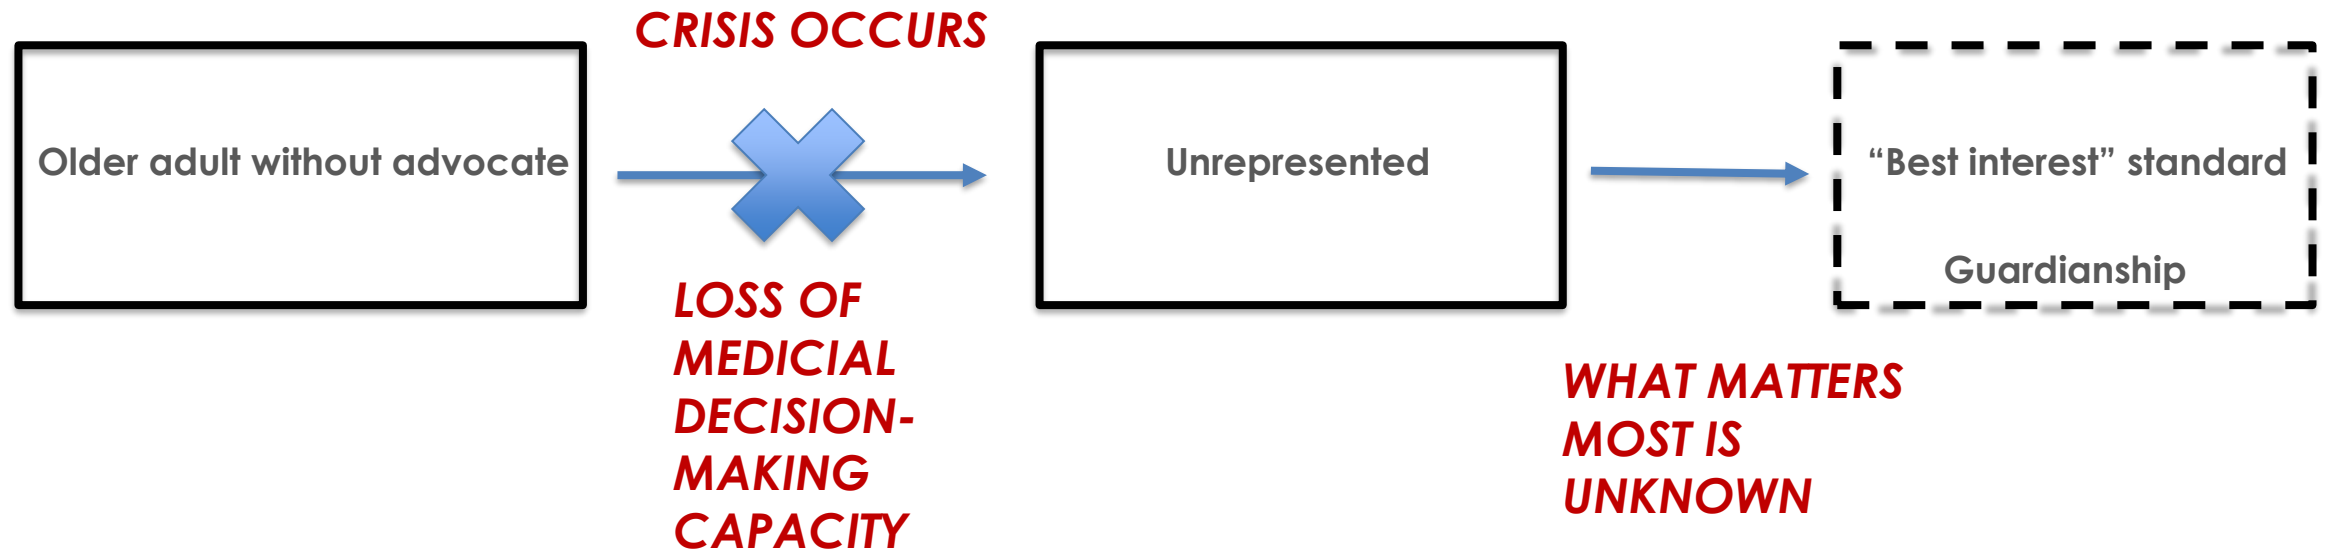 CRISIS OCCURS
Older adult without advocate
LOSS OF
MEDICIAL
DECISION-
MAKING
CAPACITY
Unrepresented
WHAT MATTERS
MOST IS
UNKNOWN
“Best interest” standard
Guardianship